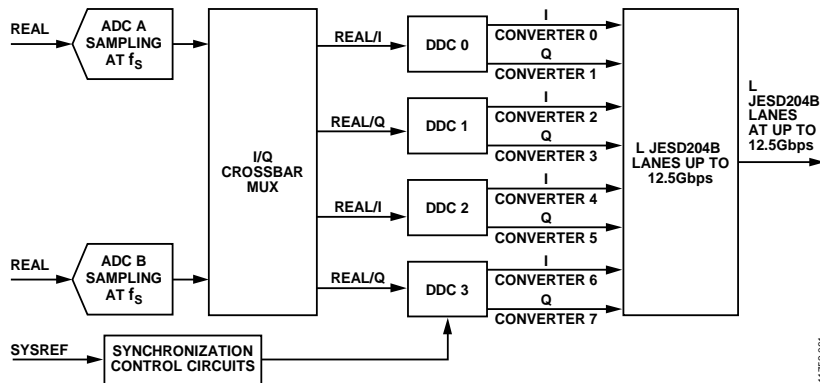 REAL
ADC A
SAMPLING
AT fS
I/Q
CROSSBAR
MUX
REAL/I
DDC 0
I
CONVERTER 0
Q
CONVERTER 1
REAL/Q
DDC 1
I
CONVERTER 2
Q
CONVERTER 3
REAL/I
DDC 2
I
CONVERTER 4
Q
CONVERTER 5
REAL
ADC B
SAMPLING
AT fS
REAL/Q
DDC 3
I
CONVERTER 6
Q
CONVERTER 7
L JESD204B
LANES UP TO
12.5Gbps
L
JESD204B
LANES
AT UP TO
12.5Gbps
SYSREF
SYNCHRONIZATION
CONTROL CIRCUITS